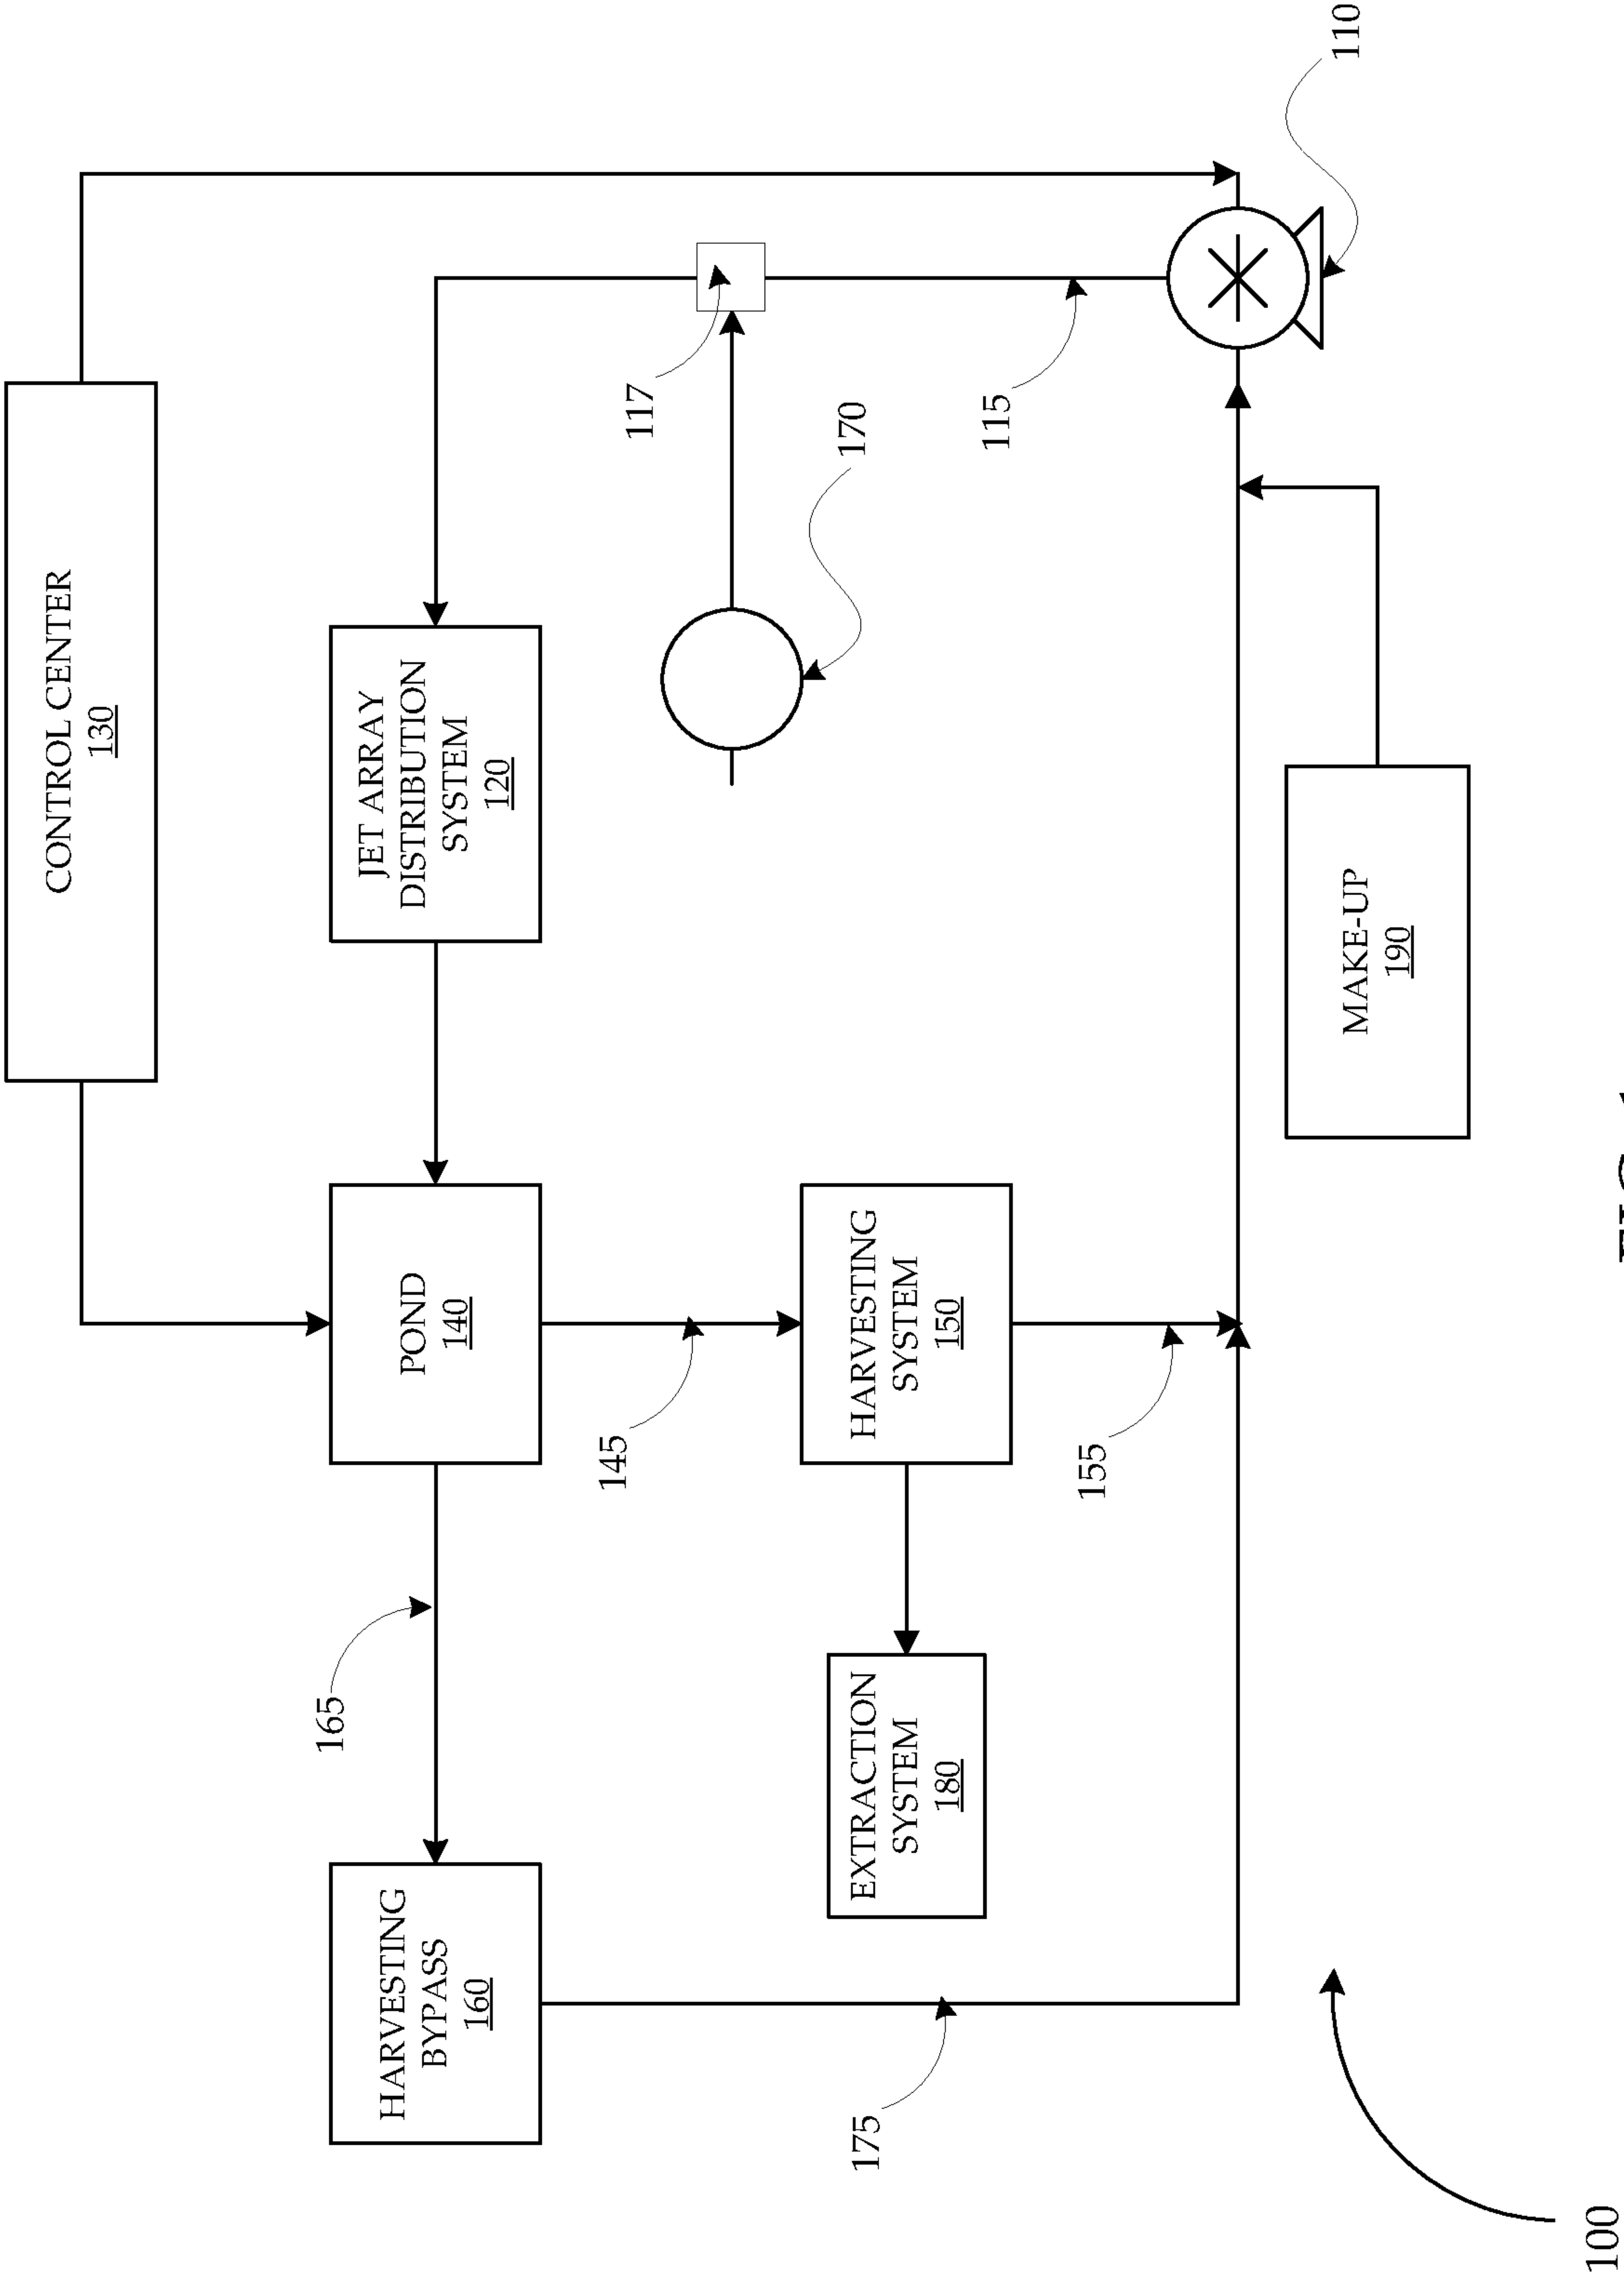 CONTROL CENTER
130
165
HARVESTING
BYPASS
160
POND
140
JET ARRAY
DISTRIBUTION
SYSTEM
120
145
117
175
EXTRACTION
SYSTEM
180
HARVESTING
SYSTEM
150
170
155
115
MAKE-UP
190
110
100